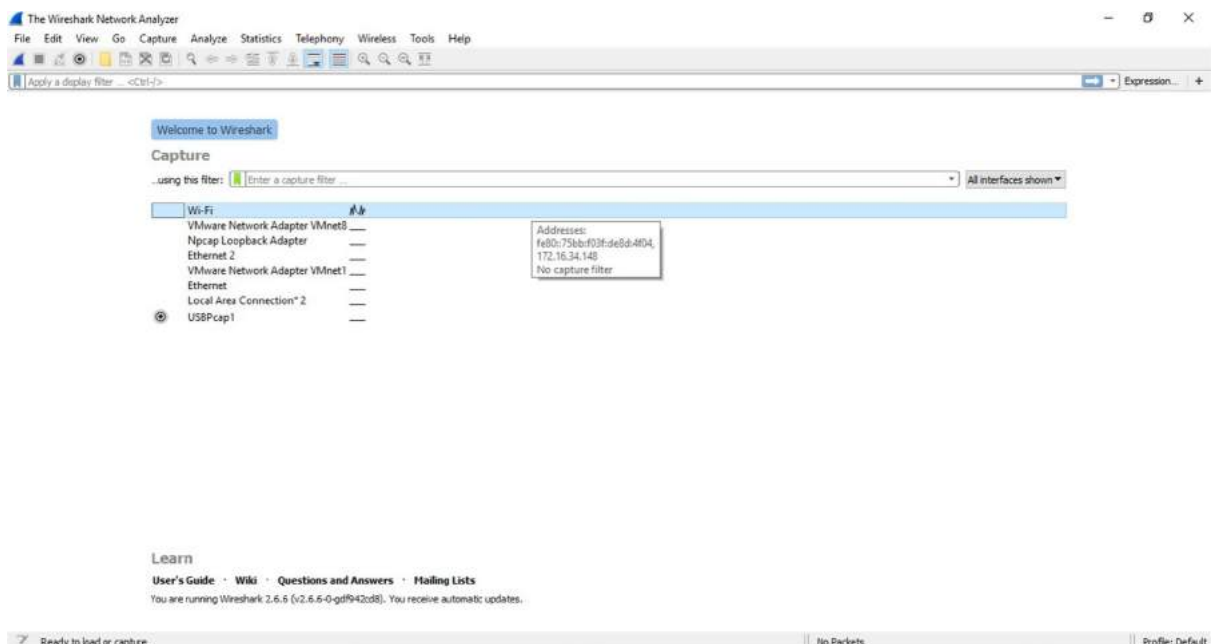 The Wireshark Network Analyzer
File Edit View Go Capture Analyze Statistics Telephony Wireless Tools Help
Apply a display filter ... <Ctrl-/>
Expression... +
Welcome to Wireshark
Capture
...using this filter: Enter a capture filter ...
All interfaces shown
Wi-Fi
VMware Network Adapter VMnet8
Npcap Loopback Adapter
Ethernet 2
VMware Network Adapter VMnet1
Ethernet
Local Area Connection* 2
USBPcap1
Addresses:
fe80::75bb:f03f:de8d:4f04,
172.16.34.148
No capture filter
Learn
User's Guide · Wiki · Questions and Answers · Mailing Lists
You are running Wireshark 2.6.6 (v2.6.6-0-gdf942cd8). You receive automatic updates.
Ready to load or capture
No Packets
Profile: Default